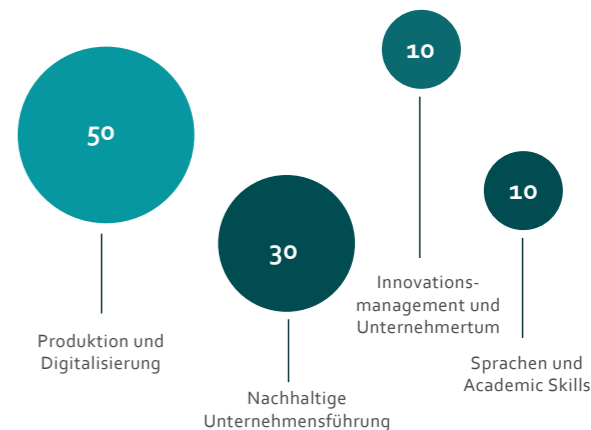 50
Produktion und
Digitalisierung
30
Nachhaltige
Unternehmensführung
10
Innovations-
management und
Unternehmertum
10
Sprachen und
Academic Skills